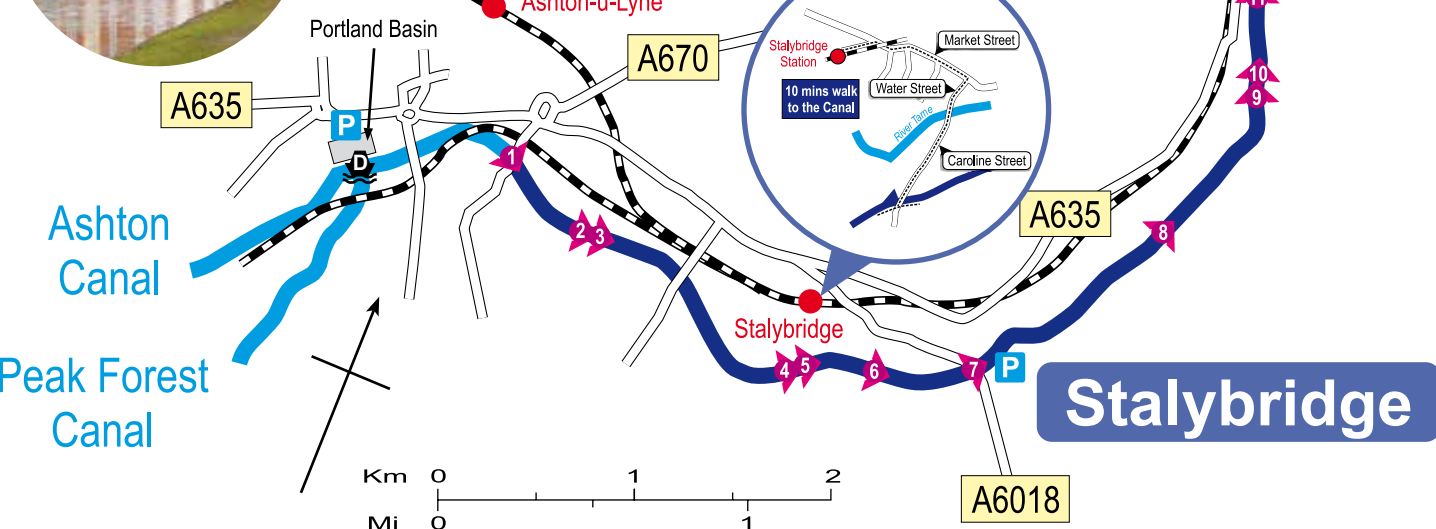 Ashton-u-Lyne
Portland Basin
A670
A635
P
D
Stalybridge
Station
Market Street
10 mins walk
to the Canal
Water Street
River Tame
Caroline Street
10
9
1
2
3
A635
8
Ashton
Canal
Stalybridge
Peak Forest
Canal
4
5
6
7
P
Stalybridge
Km 0 1 2
Mi 0 1
A6018